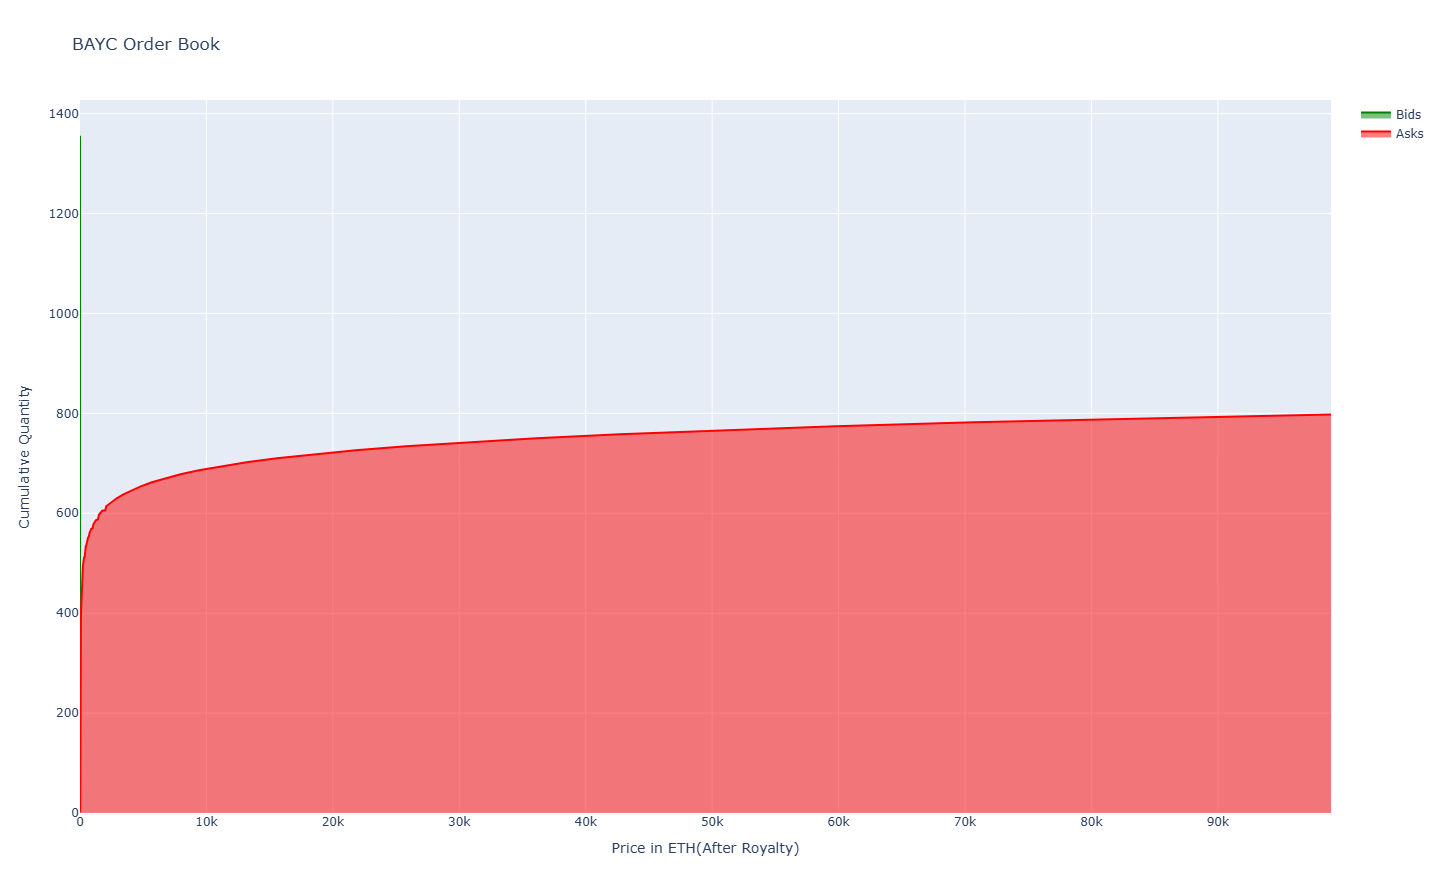 BAYC Order Book
Bids
Asks
1400
1200
1000
800
600
400
200
0
0 10k 20k 30k 40k 50k 60k 70k 80k 90k
Cumulative Quantity
Price in ETH(After Royalty)